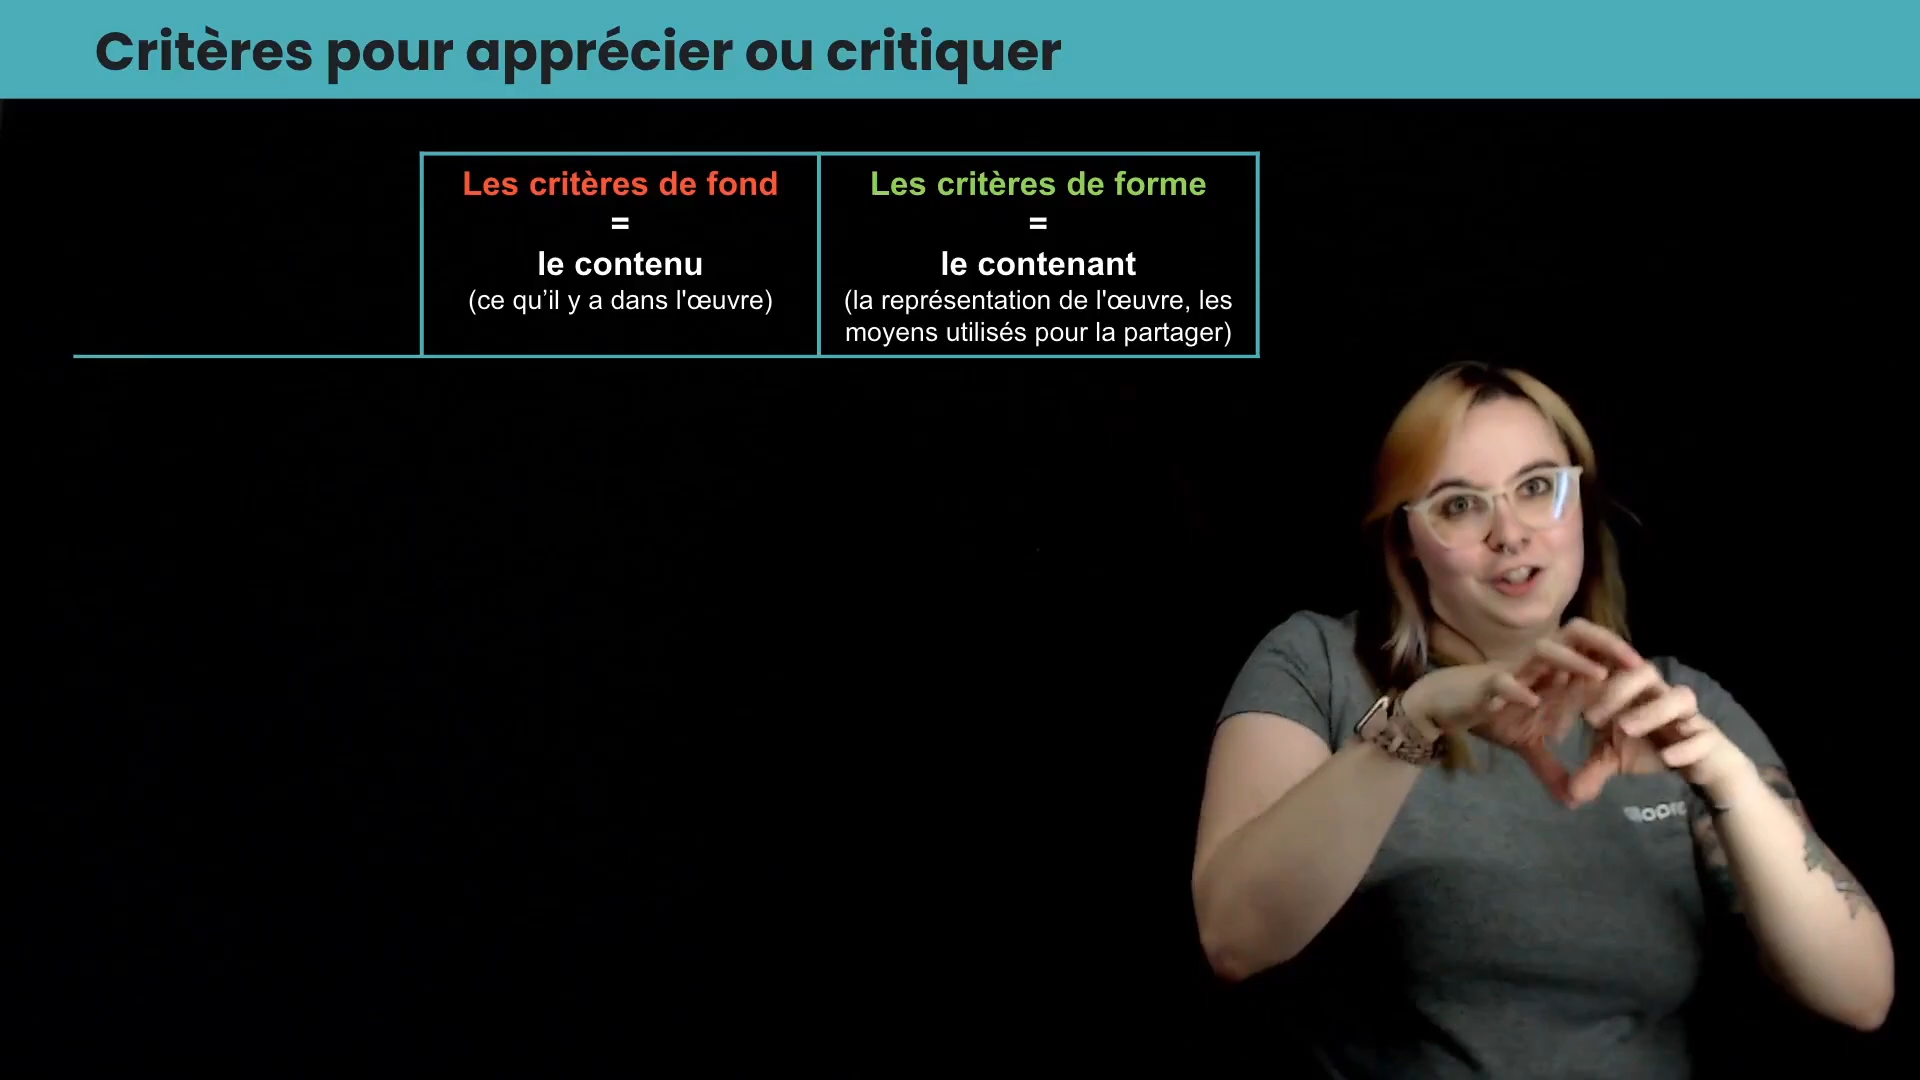 Critères pour apprécier ou critiquer
Les critères de fond
=
le contenu
(ce qu’il y a dans l'œuvre)
Les critères de forme
=
le contenant
(la représentation de l'œuvre, les
moyens utilisés pour la partager)